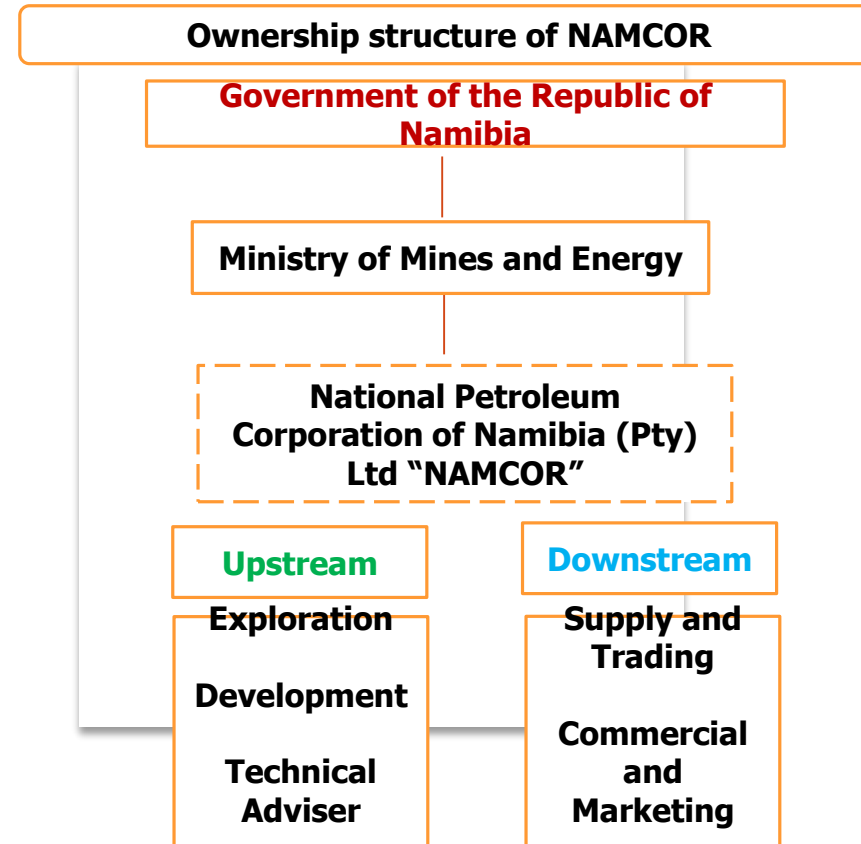 Ownership structure of NAMCOR
Government of the Republic of
Namibia
Ministry of Mines and Energy
National Petroleum
Corporation of Namibia (Pty)
Ltd “NAMCOR”
Upstream
Exploration
Development
Technical
Adviser
Downstream
Supply and
Trading
Commercial
and
Marketing